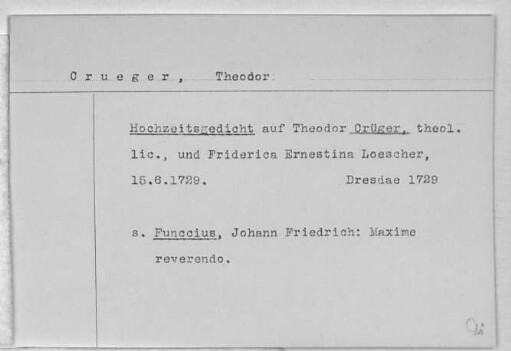 Crueger, Theodor
Hochzeitsgedicht auf Theodor Crüger, theol.
lic., und Friderica Ernestina Loescher,
15.6.1729. Dresdae 1729
s. Funccius, Johann Friedrich: Maxime
reverendo.